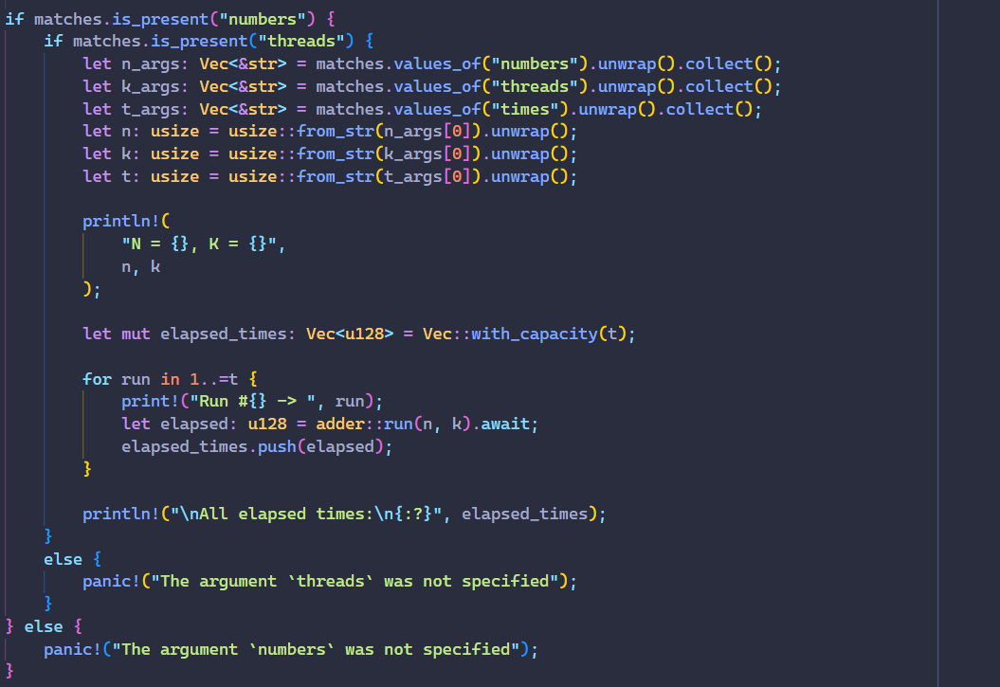 if matches.is_present("numbers") {
    if matches.is_present("threads") {
        let n_args: Vec<&str> = matches.values_of("numbers").unwrap().collect();
        let k_args: Vec<&str> = matches.values_of("threads").unwrap().collect();
        let t_args: Vec<&str> = matches.values_of("times").unwrap().collect();
        let n: usize = usize::from_str(n_args[0]).unwrap();
        let k: usize = usize::from_str(k_args[0]).unwrap();
        let t: usize = usize::from_str(t_args[0]).unwrap();

        println!(
            "N = {}, K = {}",
            n, k
        );

        let mut elapsed_times: Vec<u128> = Vec::with_capacity(t);

        for run in 1..=t {
            print!("Run #{} -> ", run);
            let elapsed: u128 = adder::run(n, k).await;
            elapsed_times.push(elapsed);
        }

        println!("\nAll elapsed times:\n{:?}", elapsed_times);
    }
    else {
        panic!("The argument `threads` was not specified");
    }
} else {
    panic!("The argument `numbers` was not specified");
}